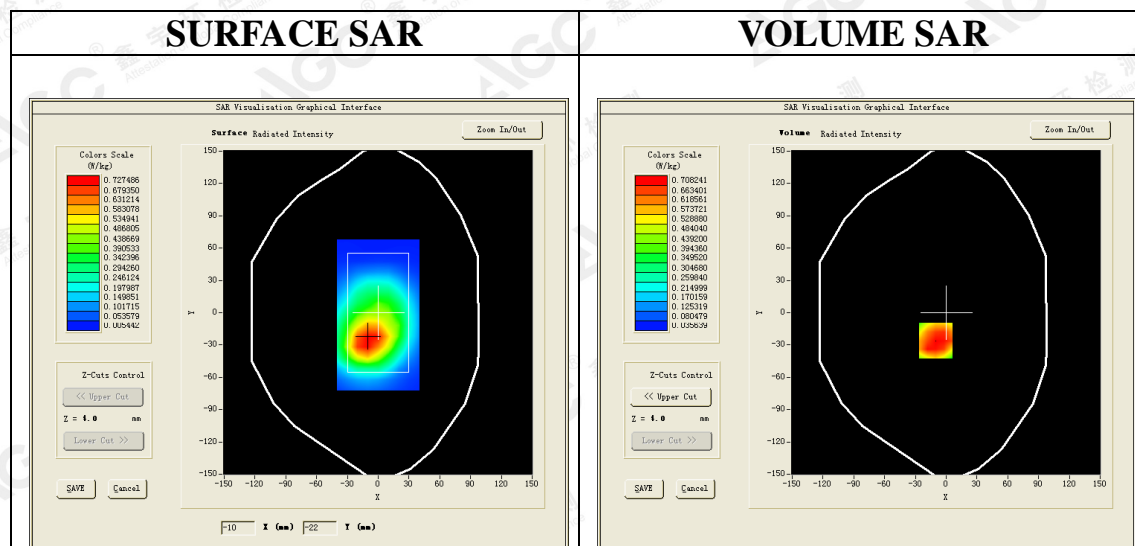 SURFACE SAR
VOLUME SAR
SAR Visualisation Graphical Interface
Surface Radiated Intensity
Zoom In/Out
Colors Scale
(W/kg)
0.727486
0.679350
0.631214
0.583078
0.534941
0.486805
0.438669
0.390533
0.342396
0.294260
0.246124
0.197987
0.149851
0.101715
0.053579
0.005442
150
120
90
60
30
0
-30
-60
-90
-120
-150
Y
-150 -120 -90 -60 -30 0 30 60 90 120 150
X
Z-Cuts Control
<< Upper Cut
Z = 4.0 mm
Lower Cut >>
SAVE Cancel
-10 X (mm) -22 Y (mm)
SAR Visualisation Graphical Interface
Volume Radiated Intensity
Zoom In/Out
Colors Scale
(W/kg)
0.708241
0.663401
0.618561
0.573721
0.528880
0.484040
0.439200
0.394360
0.349520
0.304680
0.259840
0.214999
0.170159
0.125319
0.080479
0.035639
150
120
90
60
30
0
-30
-60
-90
-120
-150
Y
-150 -120 -90 -60 -30 0 30 60 90 120 150
X
Z-Cuts Control
<< Upper Cut
Z = 4.0 mm
Lower Cut >>
SAVE Cancel